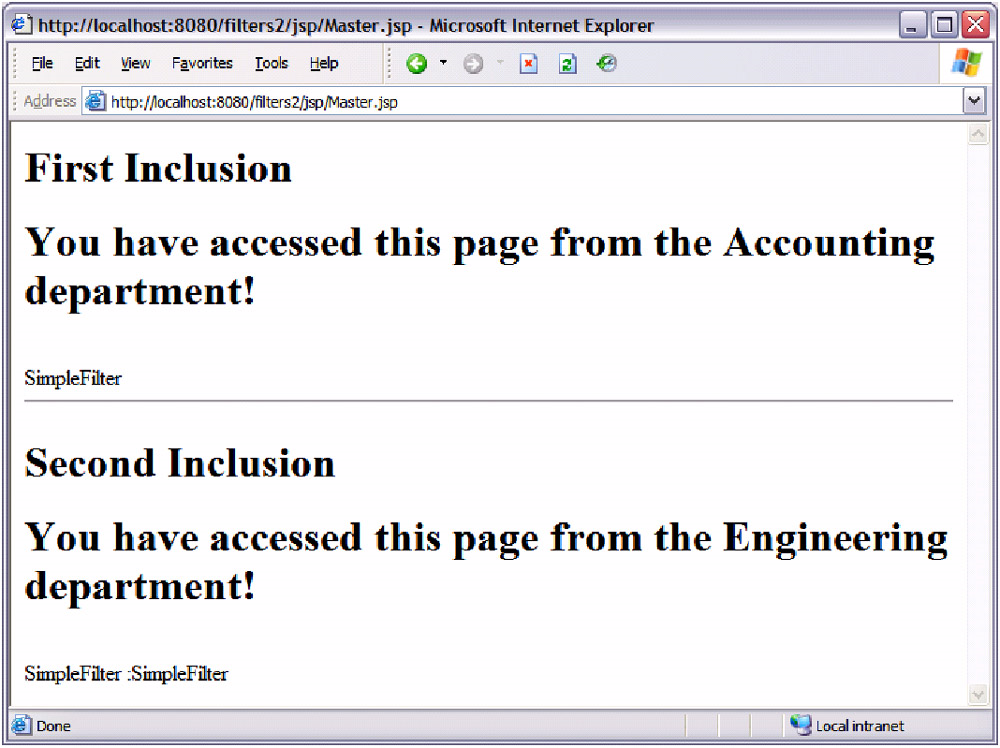 http://localhost:8080/filters2/jsp/Master.jsp - Microsoft Internet Explorer
File Edit View Favorites Tools Help
Address http://localhost:8080/filters2/jsp/Master.jsp
First Inclusion
You have accessed this page from the Accounting
department!
SimpleFilter
Second Inclusion
You have accessed this page from the Engineering
department!
SimpleFilter :SimpleFilter
Done Local intranet